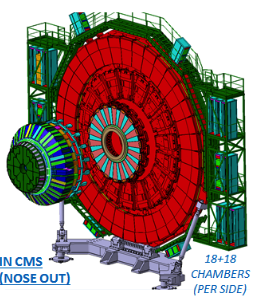 IN CMS
(NOSE OUT)
18+18
CHAMBERS
(PER SIDE)